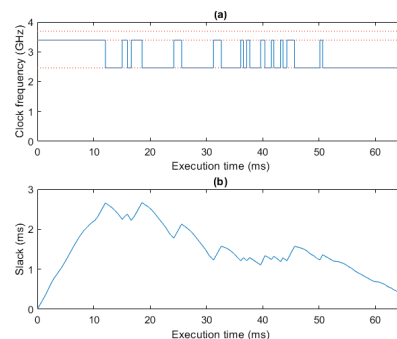 (a)
4
3
2
1
0
Clock frequency (GHz)
0 10 20 30 40 50 60
Execution time (ms)
(b)
3
2
1
0
Slack (ms)
0 10 20 30 40 50 60
Execution time (ms)